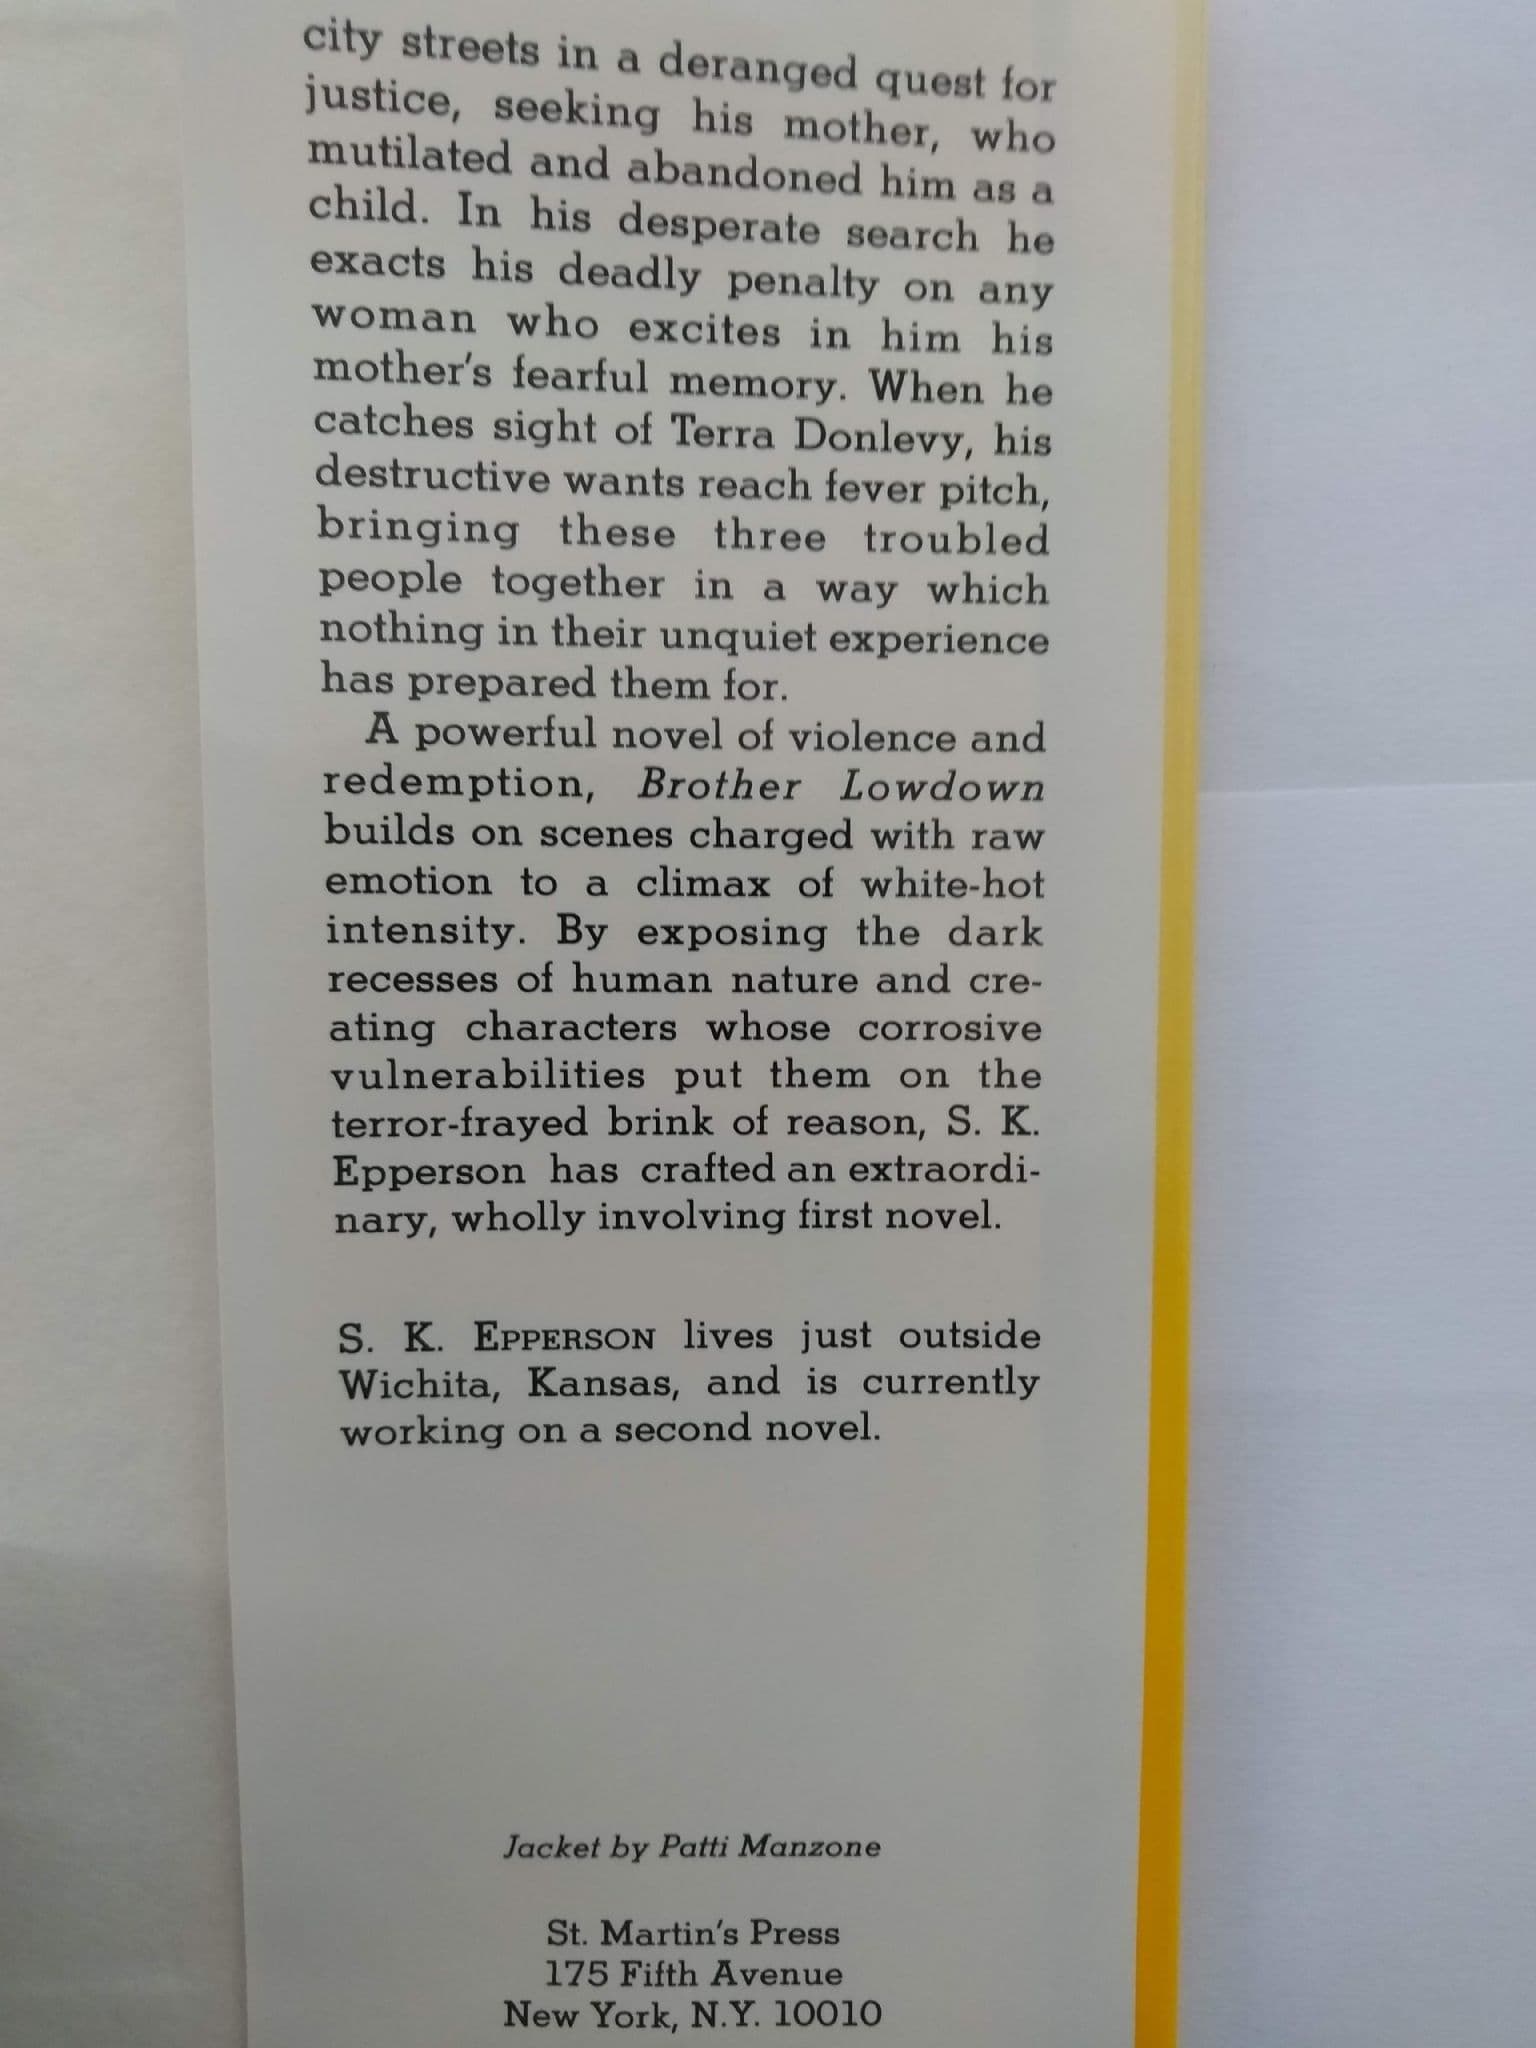 city streets in a deranged quest for
justice, seeking his mother, who
mutilated and abandoned him as a
child. In his desperate search he
exacts his deadly penalty on any
woman who excites in him his
mother's fearful memory. When he
catches sight of Terra Donlevy, his
destructive wants reach fever pitch,
bringing these three troubled
people together in a way which
nothing in their unquiet experience
has prepared them for.
A powerful novel of violence and
redemption, Brother Lowdown
builds on scenes charged with raw
emotion to a climax of white-hot
intensity. By exposing the dark
recesses of human nature and cre-
ating characters whose corrosive
vulnerabilities put them on the
terror-frayed brink of reason, S. K.
Epperson has crafted an extraordi-
nary, wholly involving first novel.
S. K. EPPERSON lives just outside
Wichita, Kansas, and is currently
working on a second novel.
Jacket by Patti Manzone
St. Martin's Press
175 Fifth Avenue
New York, N.Y. 10010